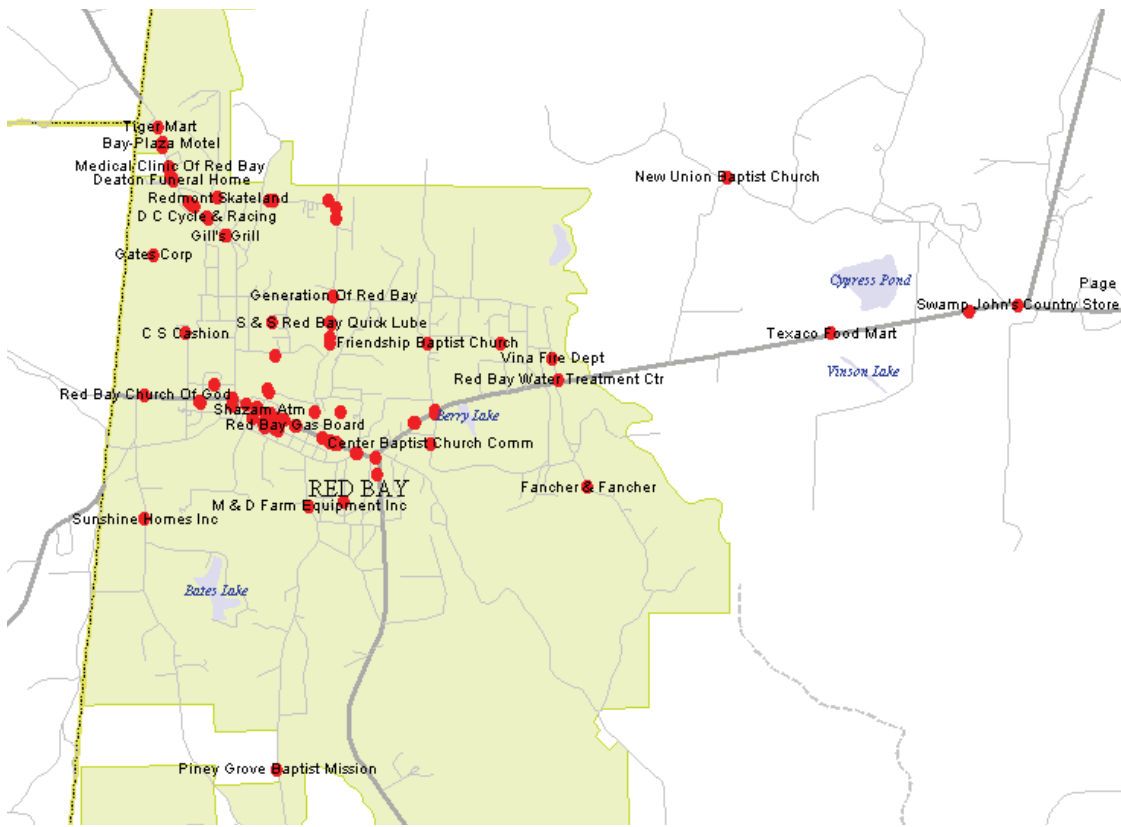 Tiger Mart
Bay-Plaza Motel
Medical Clinic Of Red Bay
Deaton Funeral Home
New Union Baptist Church
Redmont Skateland
D C Cycle & Racing
Gill's Grill
Gates Corp
Cypress Pond
Plage
Generation Of Red Bay
Swamp John's Country Store
S & S Red Bay Quick Lube
C S Cashion
Texaco Food Mart
Friendship Baptist Church
Vina Fire Dept
Vinson Lake
Red Bay Water Treatment Ctr
Red Bay Church Of God
Shazam Atm
Berry Lake
Red Bay Gas Board
Center Baptist Church Comm
RED BAY
Fancher & Fancher
M & D Farm Equipment Inc
Sunshine Homes Inc
Bates Lake
Piney Grove Baptist Mission